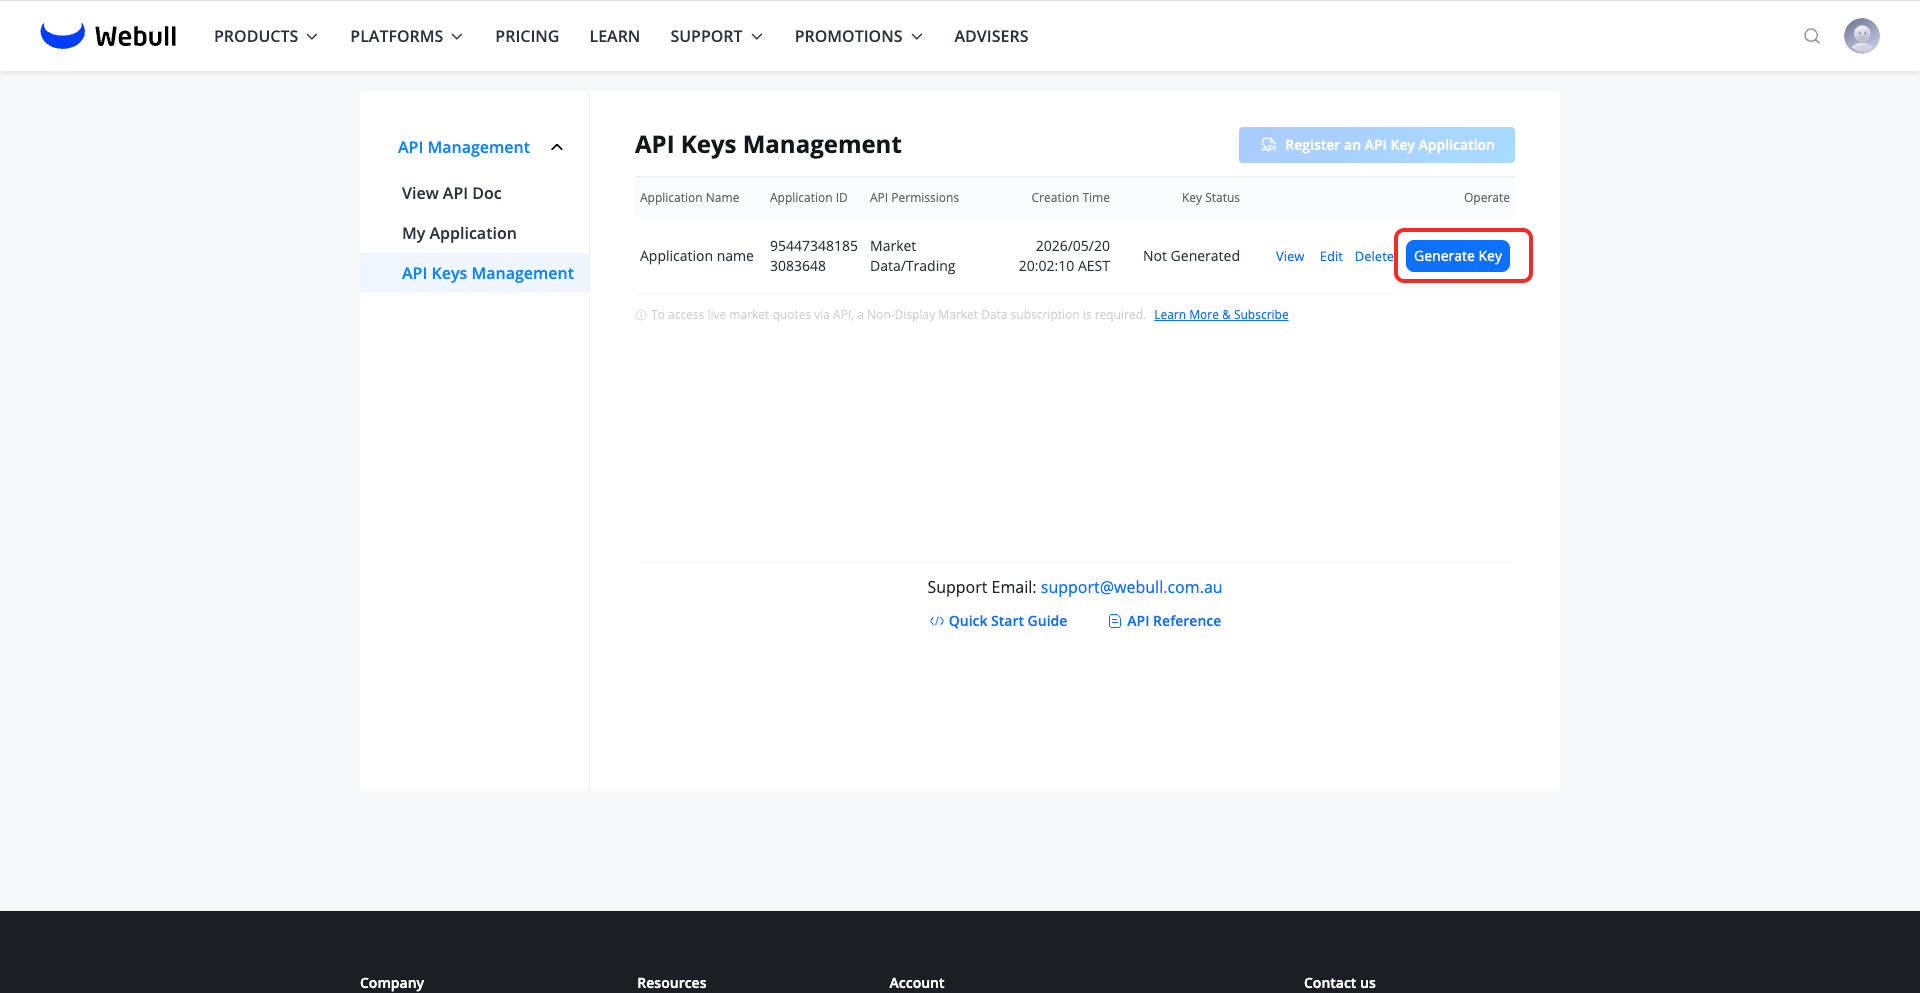 Webull
PRODUCTS PLATFORMS PRICING LEARN SUPPORT PROMOTIONS ADVISERS
API Management
View API Doc
My Application
API Keys Management
API Keys Management
Register an API Key Application
Application Name Application ID API Permissions Creation Time Key Status Operate
Application name 95447348185 Market 2026/05/20 Not Generated View Edit Delete Generate Key
3083648 Data/Trading 20:02:10 AEST
To access live market quotes via API, a Non-Display Market Data subscription is required. Learn More & Subscribe
Support Email: support@webull.com.au
Quick Start Guide API Reference
Company Resources Account Contact us